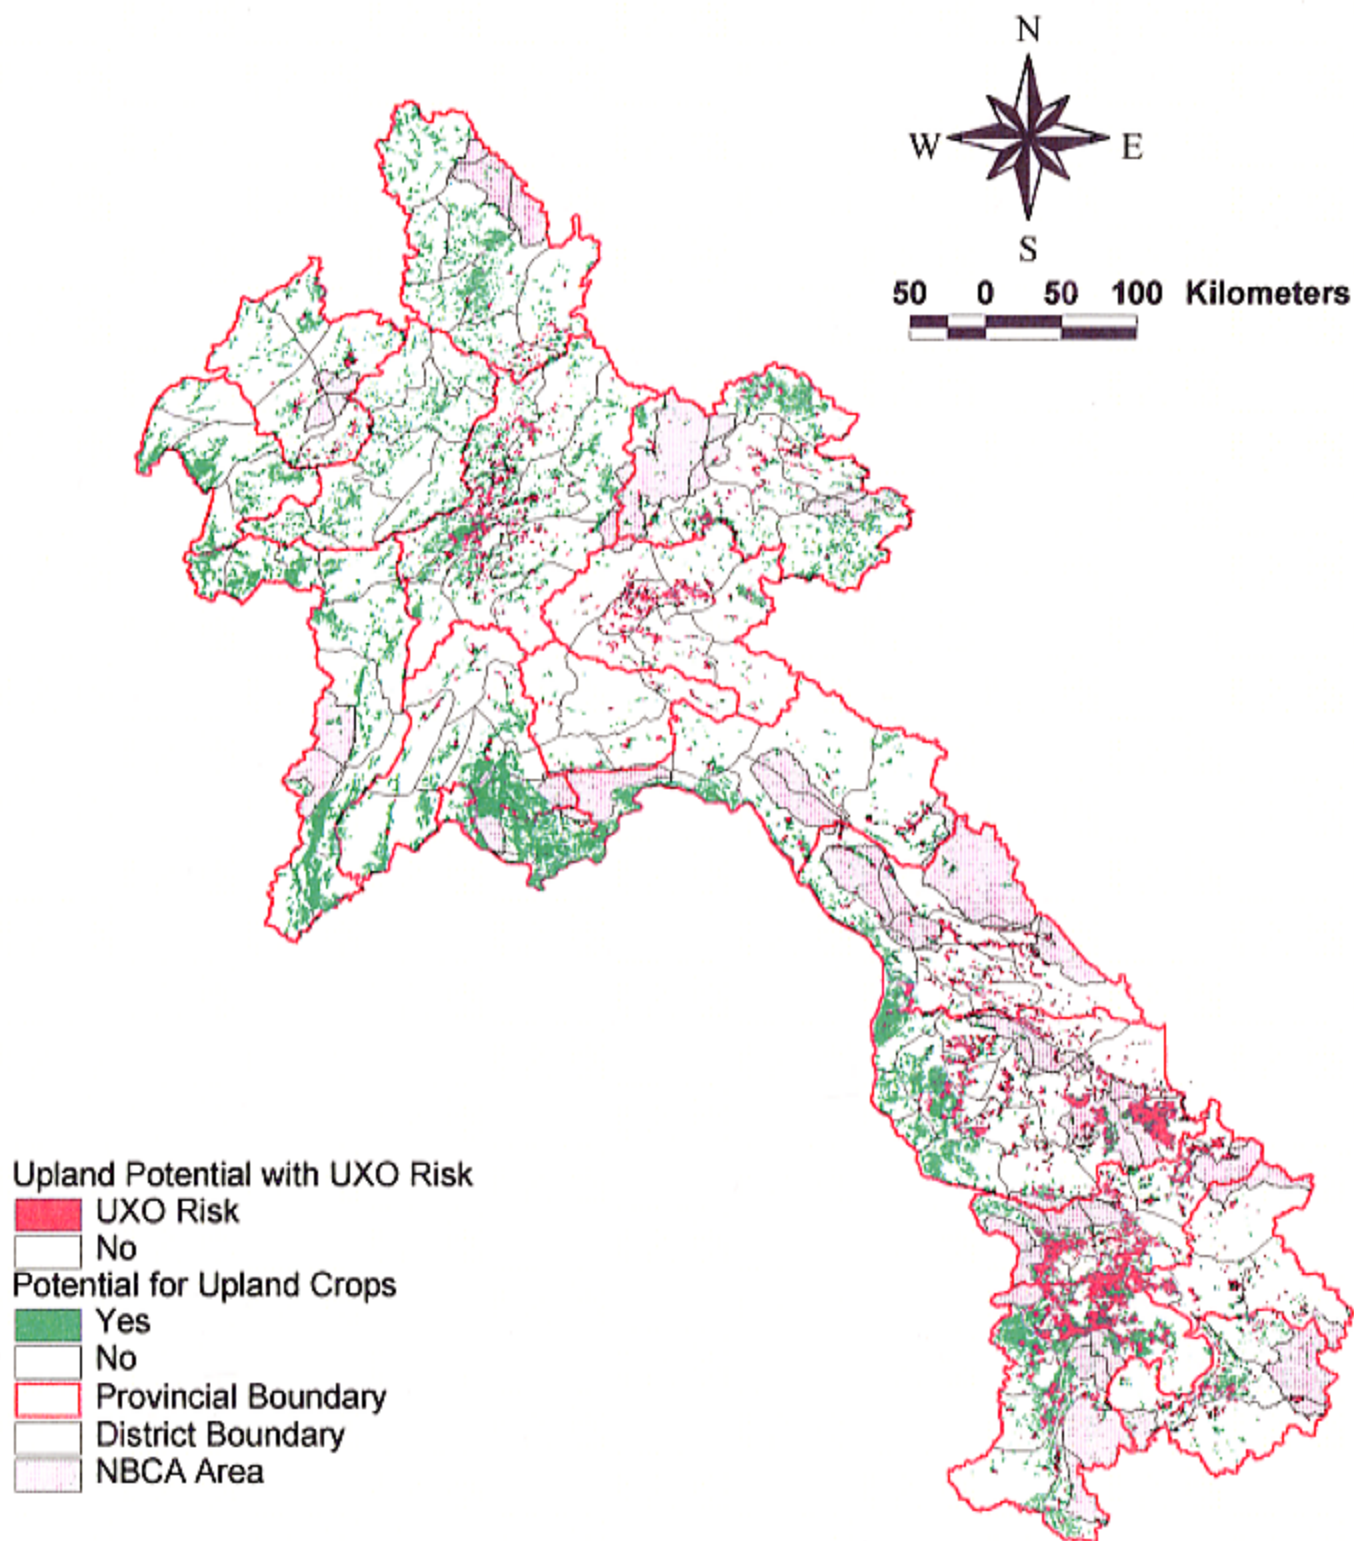 N
W E
S
50 0 50 100 Kilometers
Upland Potential with UXO Risk
UXO Risk
No
Potential for Upland Crops
Yes
No
Provincial Boundary
District Boundary
NBCA Area